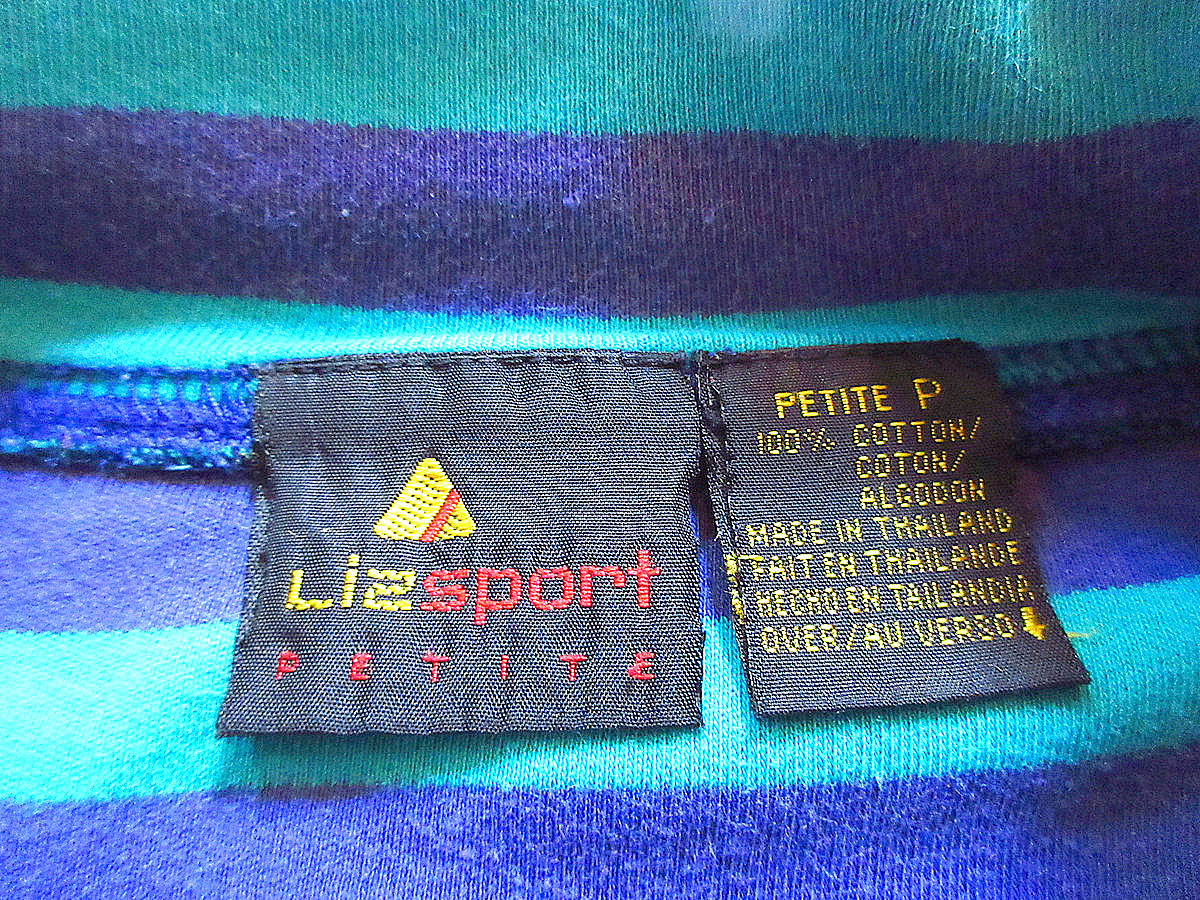 Lizsport
PETITE
PETITE P
100% COTTON/
COTON/
ALGODON
MADE IN THAILAND
FAIT EN THAILANDE
HECHO EN TAILANDIA
OVER/AU VERSO